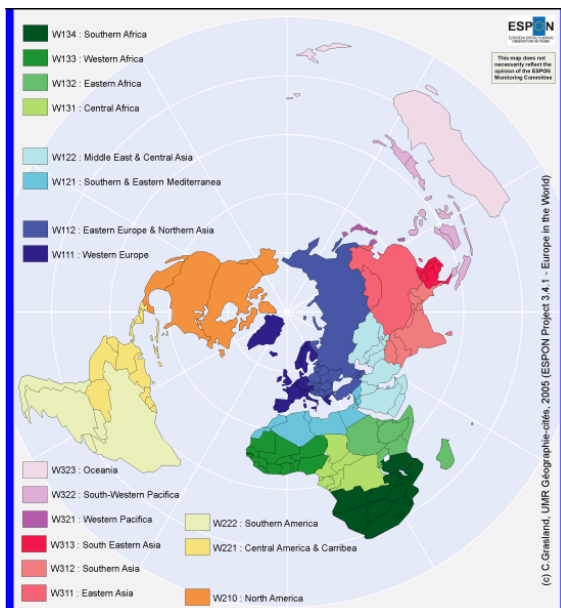 W134 : Southern Africa
W133 : Western Africa
W132 : Eastern Africa
W131 : Central Africa
W122 : Middle East & Central Asia
W121 : Southern & Eastern Mediterranea
W112 : Eastern Europe & Northern Asia
W111 : Western Europe
W323 : Oceania
W322 : South-Western Pacifica
W321 : Western Pacifica
W313 : South Eastern Asia
W312 : Southern Asia
W311 : Eastern Asia
W222 : Southern America
W221 : Central America & Carribea
W210 : North America
ESPON
This map does not
necessarily reflect the
opinion of the ESPON
Monitoring Committee
(c) C.Grasland, UMR Géographie-cités, 2005 (ESPON Project 3.4.1 - Europe in the World)